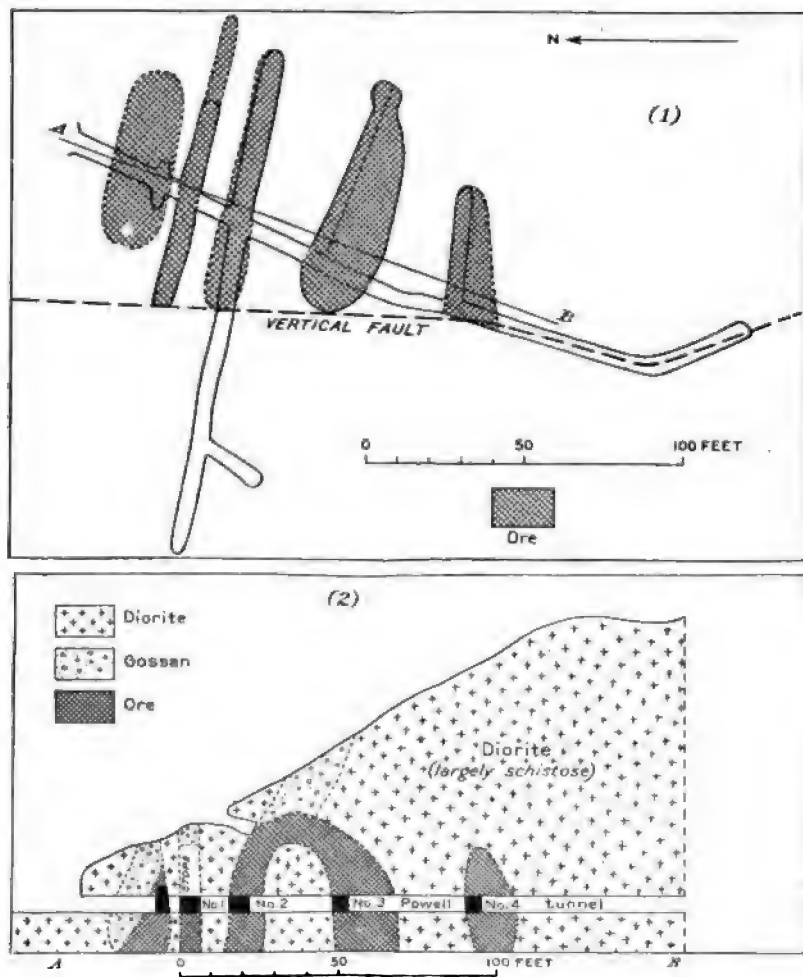 N
(1)
A
B
VERTICAL FAULT
0 50 100 FEET
Ore
(2)
Diorite
Gossan
Ore
Diorite
(largely schistose)
Stope
No.1 No.2 No.3 Powell No.4 tunnel
A B
0 50 100 FEET